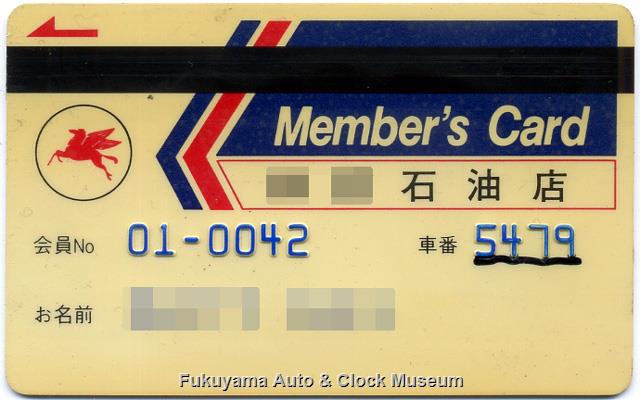 Member's Card
石油店
会員No 01-0042 車番 5479
お名前
Fukuyama Auto & Clock Museum